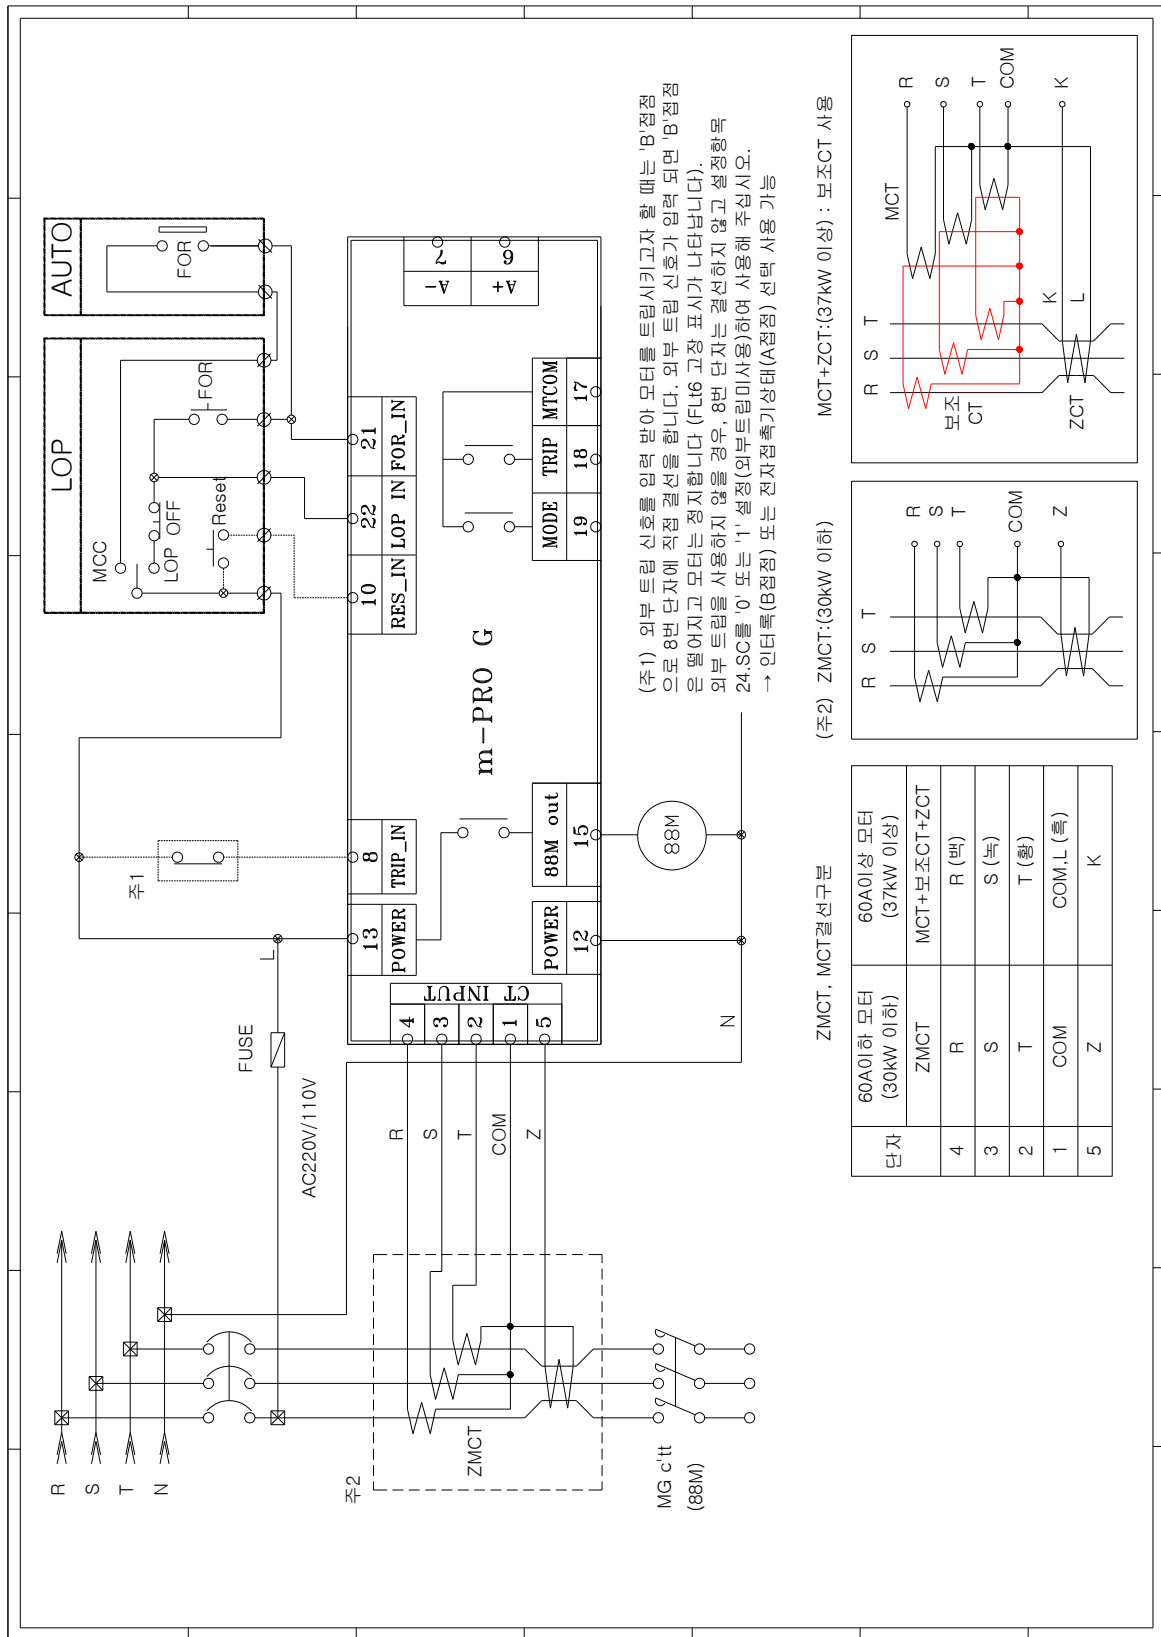 R
S
T
N
AC220V/110V
FUSE
L
주1
LOP
MCC
LOP OFF
FOR
Reset
AUTO
FOR
13
POWER
8
TRIP_IN
10
RES_IN
22
LOP IN
21
FOR_IN
m-PRO G
CT INPUT
4
3
2
1
5
R
S
T
COM
Z
POWER
12
88M out
15
MODE
19
TRIP
18
MTCOM
17
A-
7
A+
6
88M
N
주2
ZMCT
MG c'tt
(88M)
(주1) 외부 트립 신호를 입력 받아 모터를 트립시키고자 할 때는 'B'접점
으로 8번 단자에 직접 결선을 합니다. 외부 트립 신호가 입력 되면 'B'접점
은 떨어지고 모터는 정지합니다 (FLt6 고장 표시가 나타납니다).
외부 트립을 사용하지 않을 경우, 8번 단자는 결선하지 않고 설정항목
24.SC를 '0' 또는 '1' 설정(외부트립미사용)하여 사용해 주십시오.
→ 인터록(B접점) 또는 전자접촉기상태(A접점) 선택 사용 가능
ZMCT, MCT결선구분
단자
60A이하 모터
(30kW 이하)
60A이상 모터
(37kW 이상)
ZMCT
MCT+보조CT+ZCT
4
R
R (백)
3
S
S (녹)
2
T
T (황)
1
COM
COM,L (흑)
5
Z
K
(주2) ZMCT:(30kW 이하)
R
S
T
R
S
T
COM
Z
MCT+ZCT:(37kW 이상) : 보조CT 사용
R
S
T
보조
CT
ZCT
K
L
MCT
R
S
T
COM
K